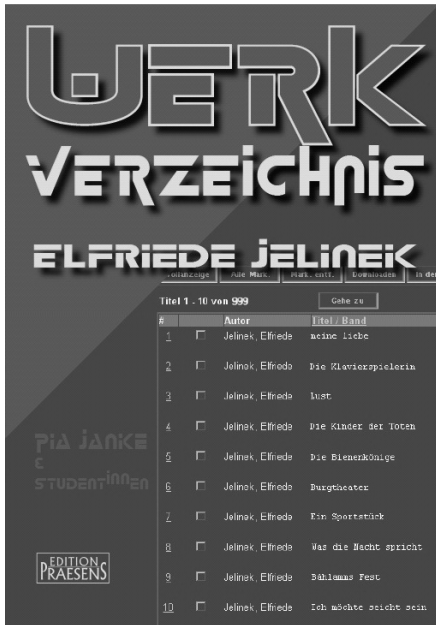 WERK
VERZEICHNIS
ELFRIEDE JELINEK
Vollanzeige Alle Mark. Mark. entf. Downloaden In de
Titel 1 - 10 von 999 Gehe zu
# Autor Titel / Band
1 Jelinek, Elfriede meine liebe
2 Jelinek, Elfriede Die Klavierspielerin
3 Jelinek, Elfriede Lust
4 Jelinek, Elfriede Die Kinder der Toten
5 Jelinek, Elfriede Die Bienenkönige
6 Jelinek, Elfriede Burgtheater
7 Jelinek, Elfriede Ein Sportstück
8 Jelinek, Elfriede Was die Nacht spricht
9 Jelinek, Elfriede Bählamms Fest
10 Jelinek, Elfriede Ich möchte seicht sein
PIA JANKE
&
STUDENTINNEN
EDITION
PRAESENS